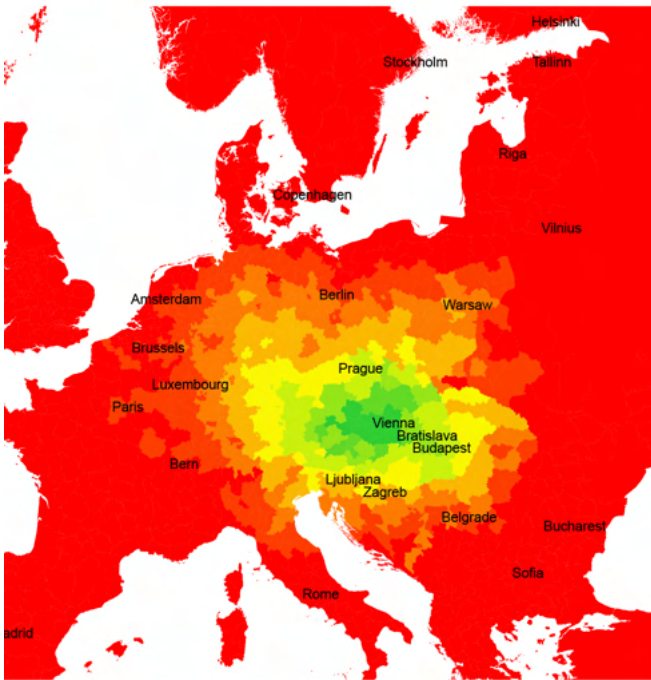 Helsinki
Stockholm
Tallinn
Riga
Copenhagen
Vilnius
Amsterdam
Berlin
Warsaw
Brussels
Prague
Luxembourg
Paris
Vienna
Bratislava
Budapest
Bern
Ljubljana
Zagreb
Belgrade
Bucharest
Sofia
Rome
adrid